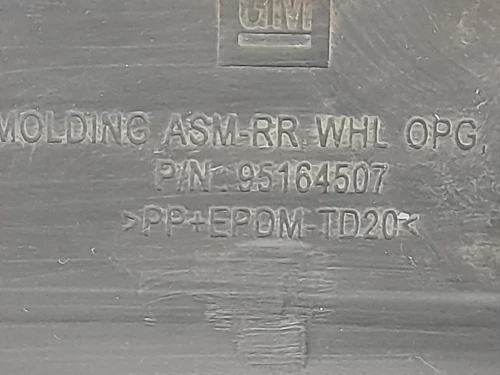 GM
MOLDING ASM-RR WHL OPG,
P/N 95164507
>PP+EPDM-TD20<